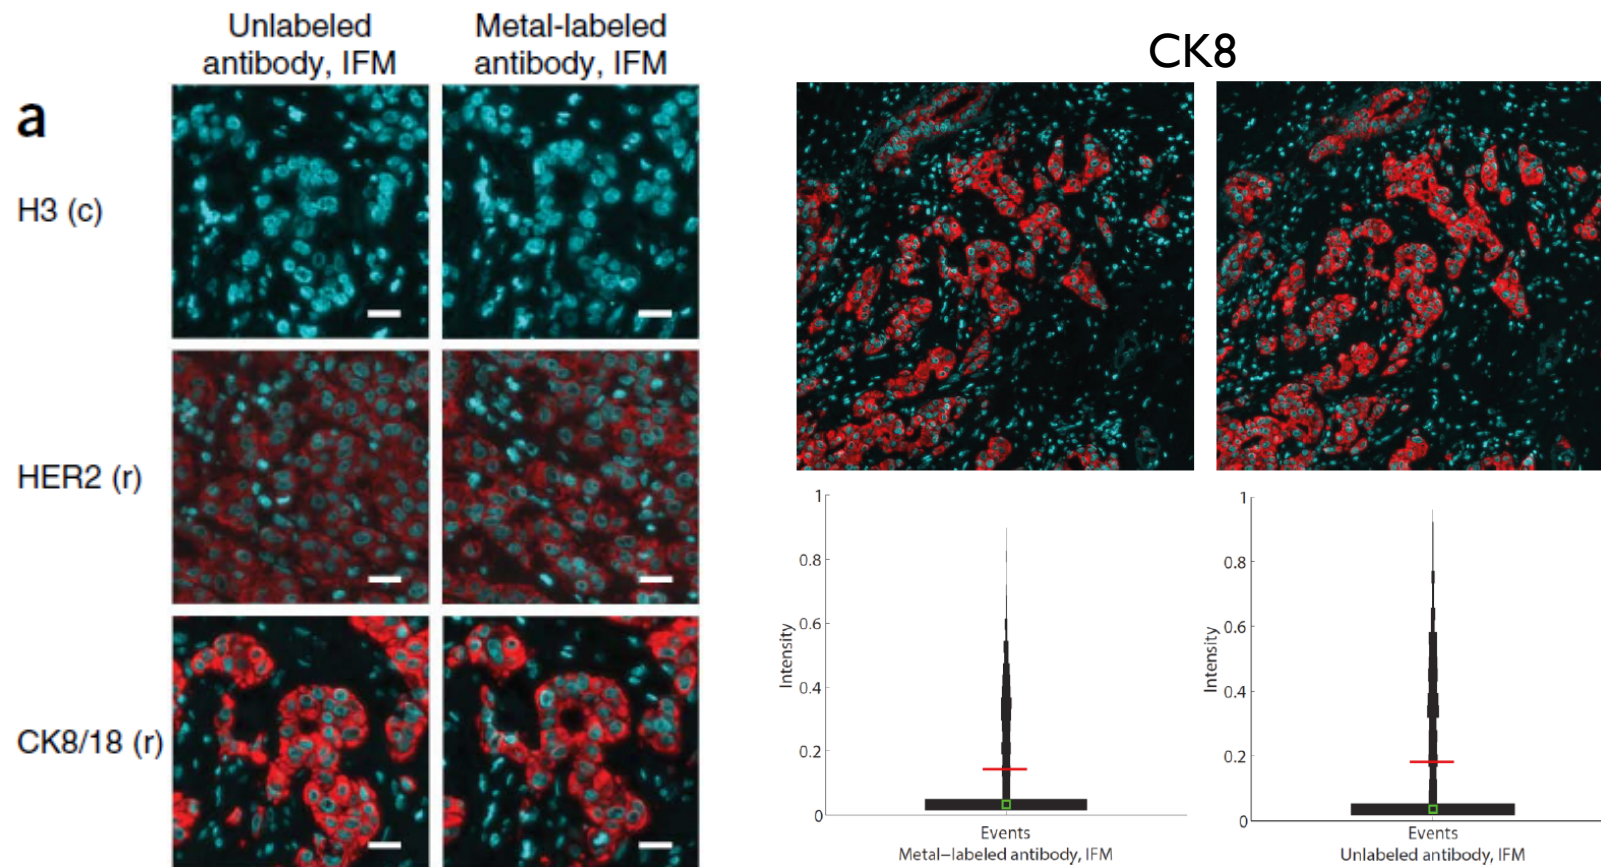 Unlabeled
antibody, IFM
Metal-labeled
antibody, IFM
a
H3 (c)
HER2 (r)
CK8/18 (r)
CK8
1
0.8
0.6
0.4
0.2
0
Intensity
Events
Metal–labeled antibody, IFM
1
0.8
0.6
0.4
0.2
0
Intensity
Events
Unlabeled antibody, IFM